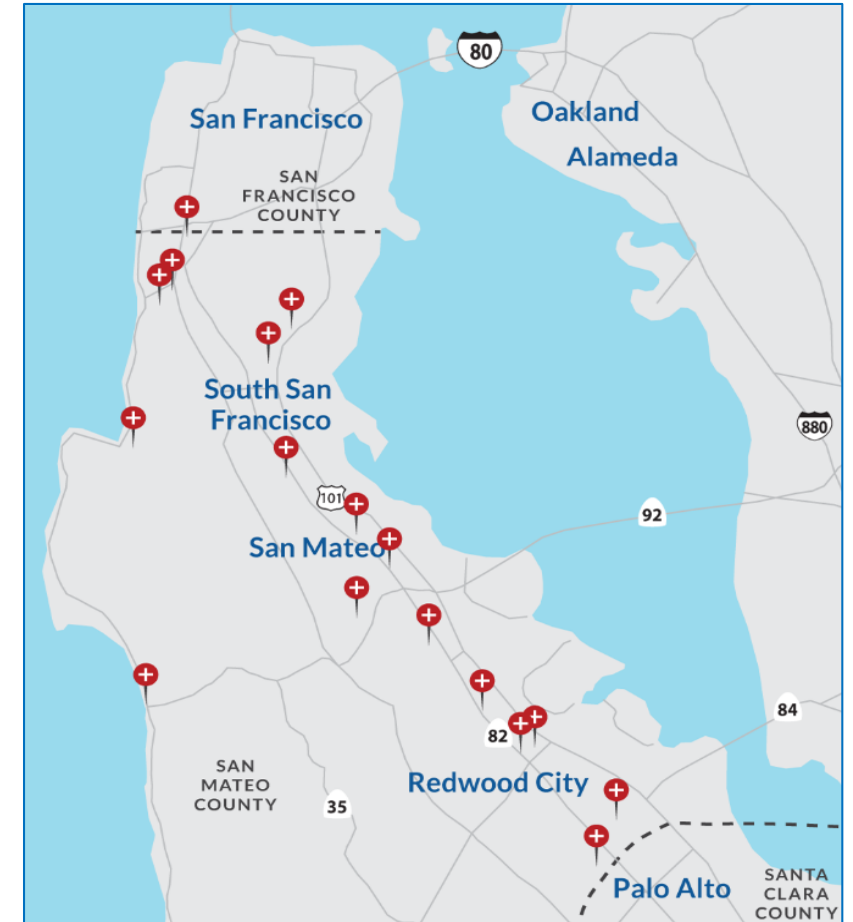 80
San Francisco
Oakland
Alameda
SAN
FRANCISCO
COUNTY
South San
Francisco
880
101
92
San Mateo
84
82
SAN
MATEO
COUNTY
35
Redwood City
Palo Alto
SANTA
CLARA
COUNTY